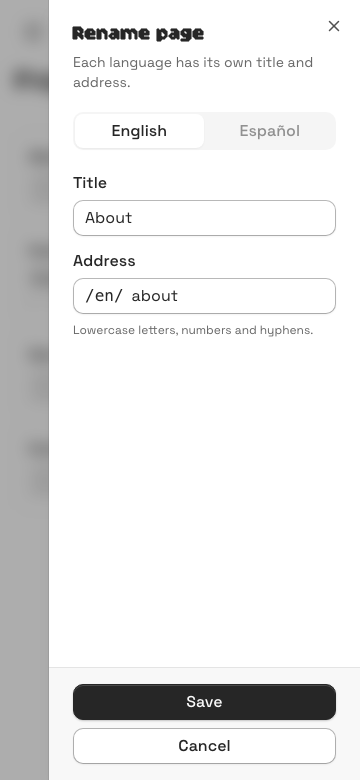 Rename page
Each language has its own title and
address.
English
Español
Title
About
Address
/en/ about
Lowercase letters, numbers and hyphens.
Save
Cancel